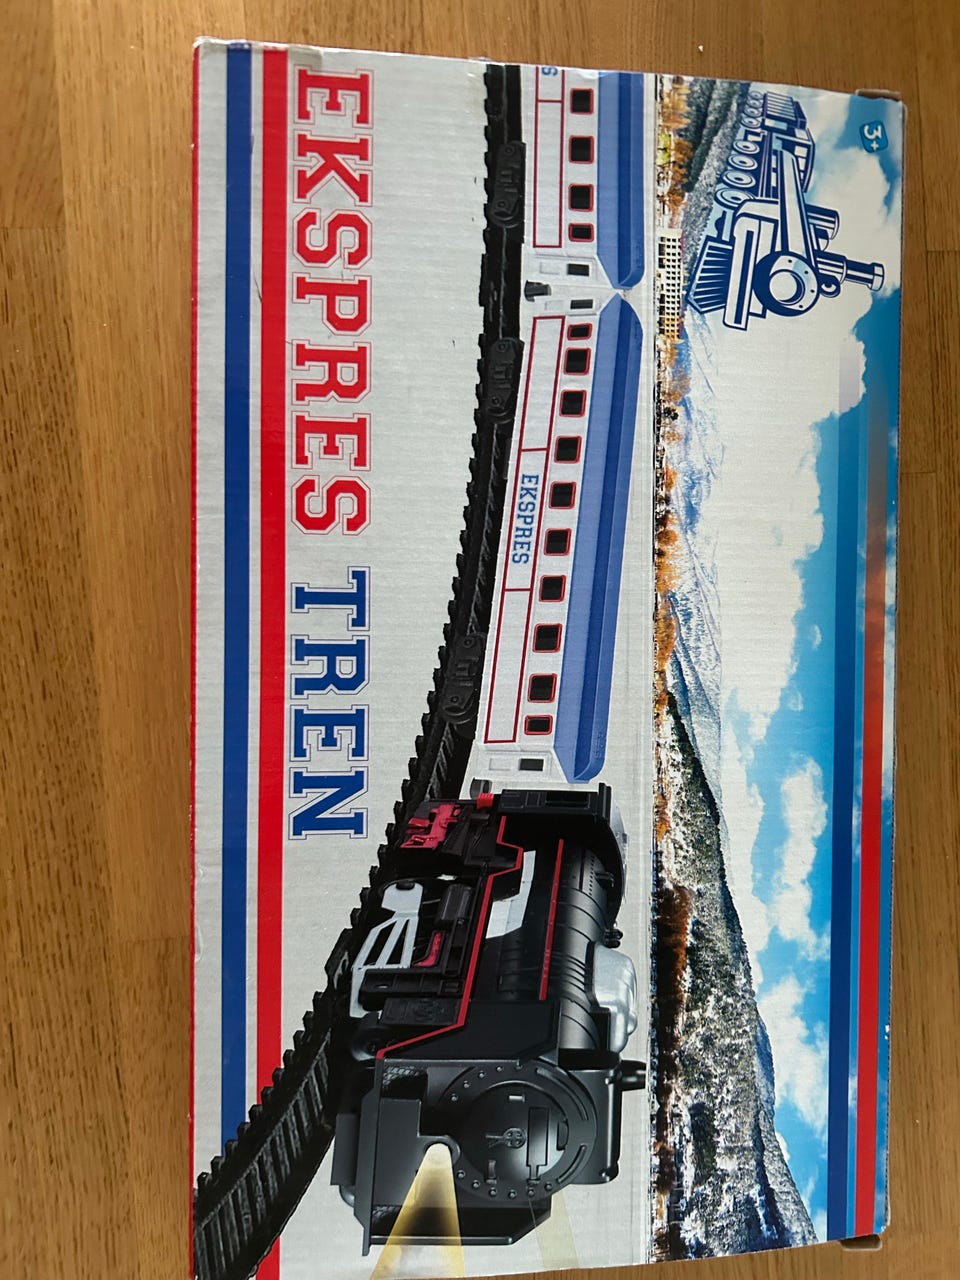 3+
S
EKSPRES
EKSPRES TREN